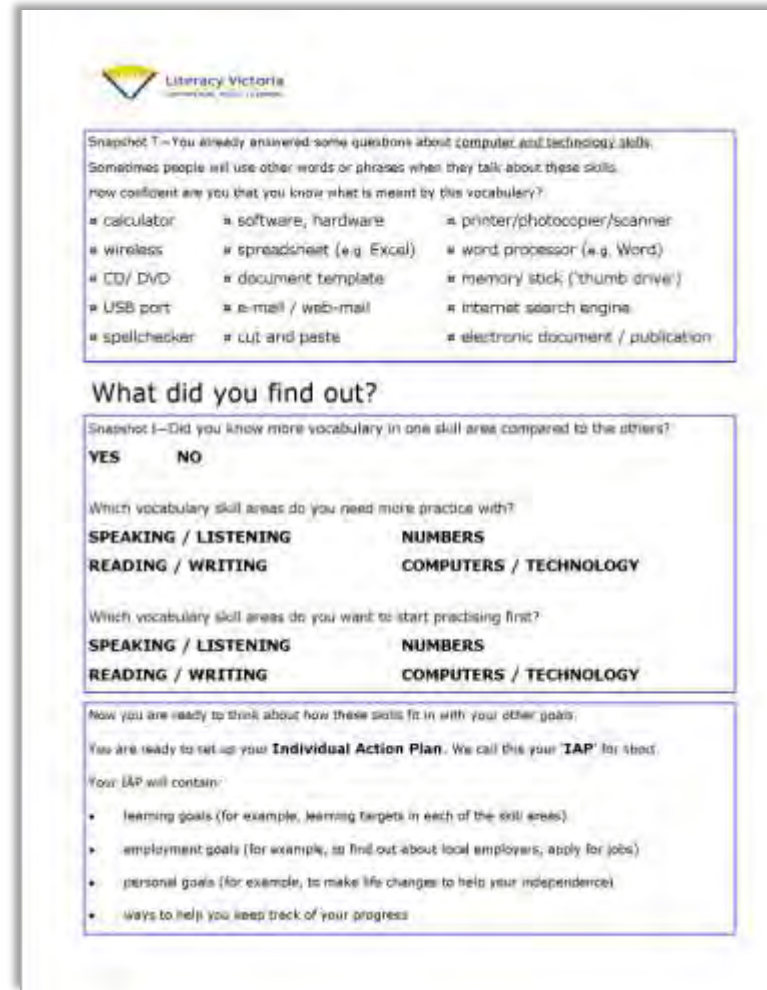 Literacy Victoria
Snapshot T—You already answered some questions about computer and technology skills.
Sometimes people will use other words or phrases when they talk about these skills.
How confident are you that you know what is meant by this vocabulary?
¤ calculator ¤ software, hardware ¤ printer/photocopier/scanner
¤ wireless ¤ spreadsheet (e.g. Excel) ¤ word processor (e.g. Word)
¤ CD/ DVD ¤ document template ¤ memory stick ('thumb drive')
¤ USB port ¤ e-mail / web-mail ¤ internet search engine
¤ spellchecker ¤ cut and paste ¤ electronic document / publication
What did you find out?
Snapshot I—Did you know more vocabulary in one skill area compared to the others?
YES NO
Which vocabulary skill areas do you need more practice with?
SPEAKING / LISTENING NUMBERS
READING / WRITING COMPUTERS / TECHNOLOGY
Which vocabulary skill areas do you want to start practising first?
SPEAKING / LISTENING NUMBERS
READING / WRITING COMPUTERS / TECHNOLOGY
Now you are ready to think about how these skills fit in with your other goals.
You are ready to set up your Individual Action Plan. We call this your 'IAP' for short.
Your IAP will contain:
• learning goals (for example, learning targets in each of the skill areas)
• employment goals (for example, to find out about local employers, apply for jobs)
• personal goals (for example, to make life changes to help your independence)
• ways to help you keep track of your progress